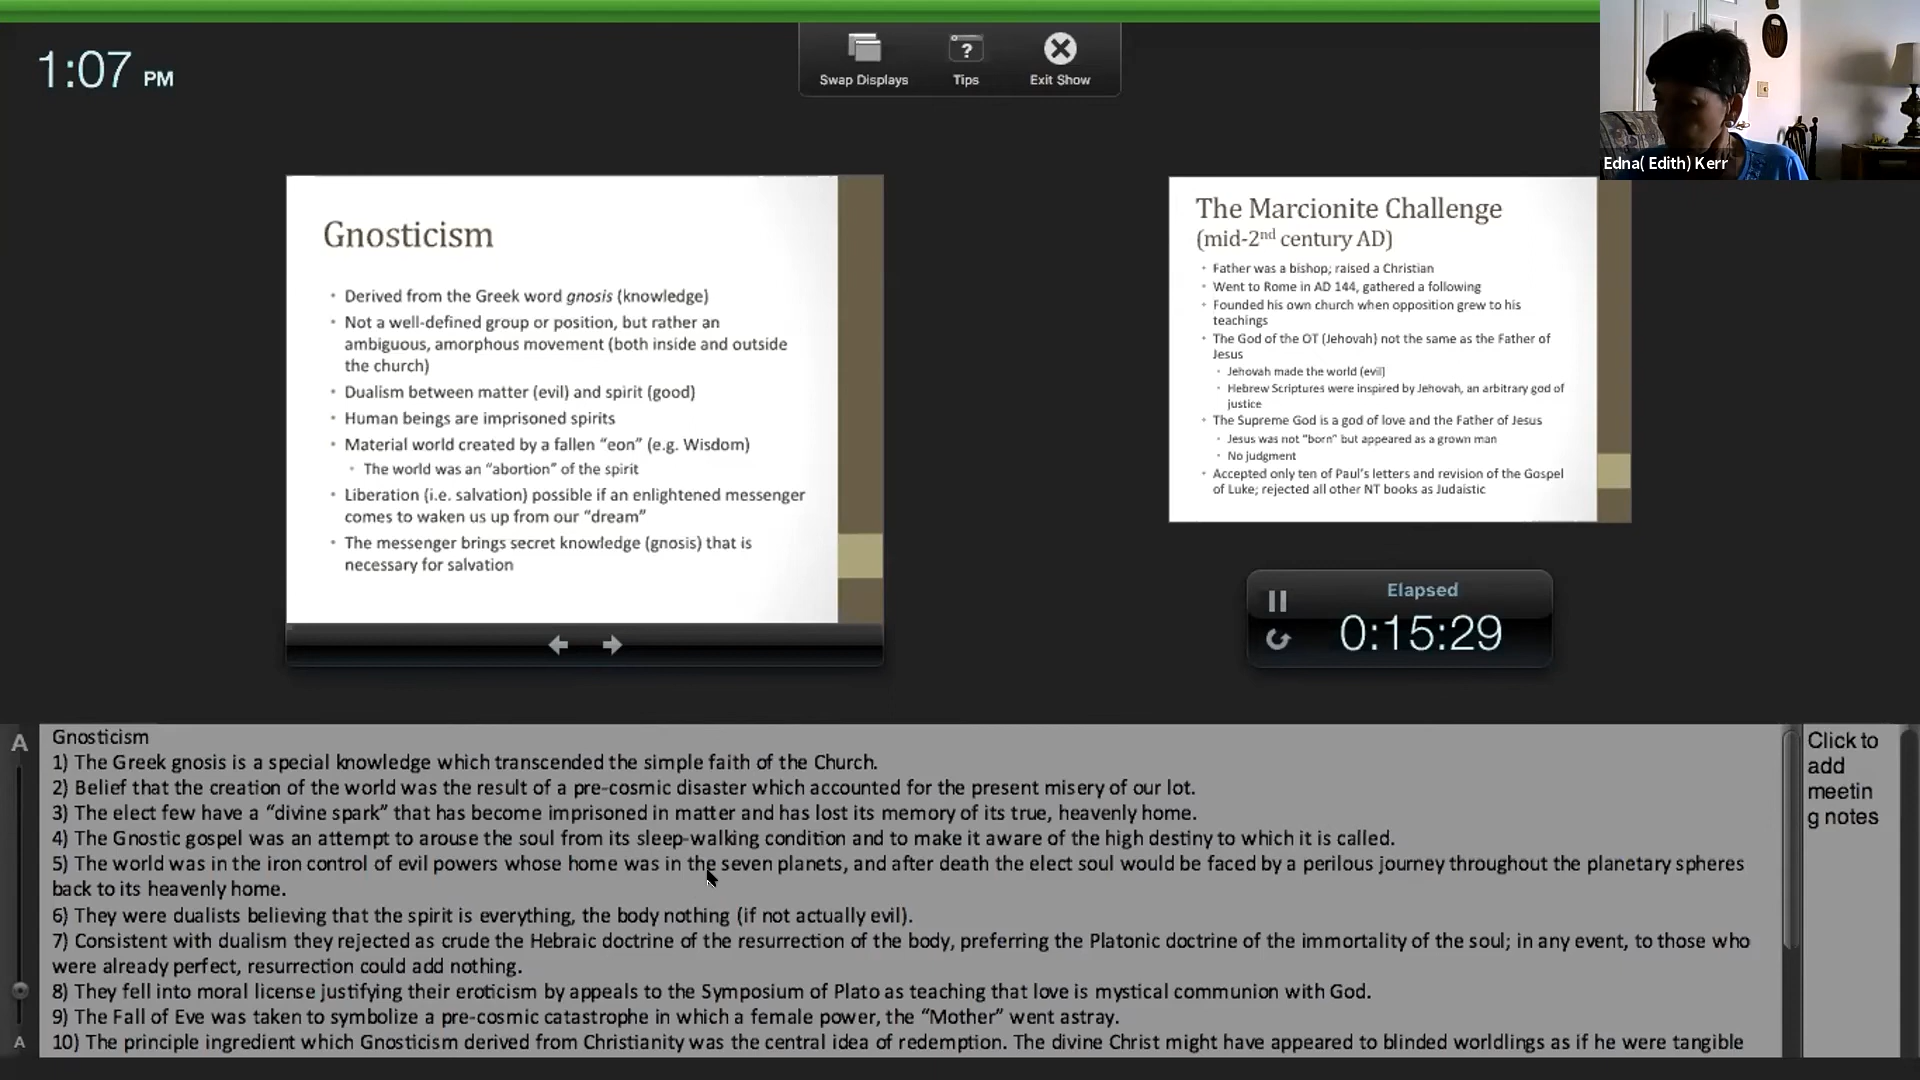 1:07 PM
Swap Displays
Tips
Exit Show
Edna( Edith) Kerr
Gnosticism
• Derived from the Greek word gnosis (knowledge)
• Not a well-defined group or position, but rather an
ambiguous, amorphous movement (both inside and outside
the church)
• Dualism between matter (evil) and spirit (good)
• Human beings are imprisoned spirits
• Material world created by a fallen “eon” (e.g. Wisdom)
• The world was an “abortion” of the spirit
• Liberation (i.e. salvation) possible if an enlightened messenger
comes to waken us up from our “dream”
• The messenger brings secret knowledge (gnosis) that is
necessary for salvation
The Marcionite Challenge
(mid-2nd century AD)
• Father was a bishop; raised a Christian
• Went to Rome in AD 144, gathered a following
• Founded his own church when opposition grew to his
teachings
• The God of the OT (Jehovah) not the same as the Father of
Jesus
• Jehovah made the world (evil)
• Hebrew Scriptures were inspired by Jehovah, an arbitrary god of
justice
• The Supreme God is a god of love and the Father of Jesus
• Jesus was not “born” but appeared as a grown man
• No judgment
• Accepted only ten of Paul’s letters and revision of the Gospel
of Luke; rejected all other NT books as Judaistic
Elapsed
0:15:29
A
A
Gnosticism
1) The Greek gnosis is a special knowledge which transcended the simple faith of the Church.
2) Belief that the creation of the world was the result of a pre-cosmic disaster which accounted for the present misery of our lot.
3) The elect few have a “divine spark” that has become imprisoned in matter and has lost its memory of its true, heavenly home.
4) The Gnostic gospel was an attempt to arouse the soul from its sleep-walking condition and to make it aware of the high destiny to which it is called.
5) The world was in the iron control of evil powers whose home was in the seven planets, and after death the elect soul would be faced by a perilous journey throughout the planetary spheres
back to its heavenly home.
6) They were dualists believing that the spirit is everything, the body nothing (if not actually evil).
7) Consistent with dualism they rejected as crude the Hebraic doctrine of the resurrection of the body, preferring the Platonic doctrine of the immortality of the soul; in any event, to those who
were already perfect, resurrection could add nothing.
8) They fell into moral license justifying their eroticism by appeals to the Symposium of Plato as teaching that love is mystical communion with God.
9) The Fall of Eve was taken to symbolize a pre-cosmic catastrophe in which a female power, the “Mother” went astray.
10) The principle ingredient which Gnosticism derived from Christianity was the central idea of redemption. The divine Christ might have appeared to blinded worldlings as if he were tangible
Click to
add
meetin
g notes